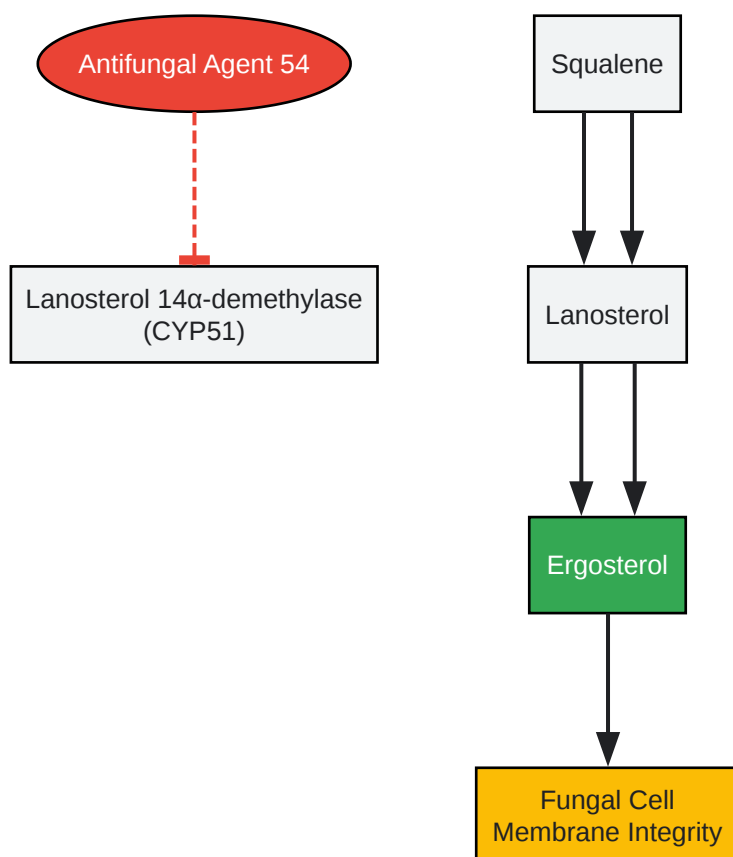 Antifungal Agent 54
Squalene
Lanosterol 14α-demethylase
(CYP51)
Lanosterol
Ergosterol
Fungal Cell
Membrane Integrity